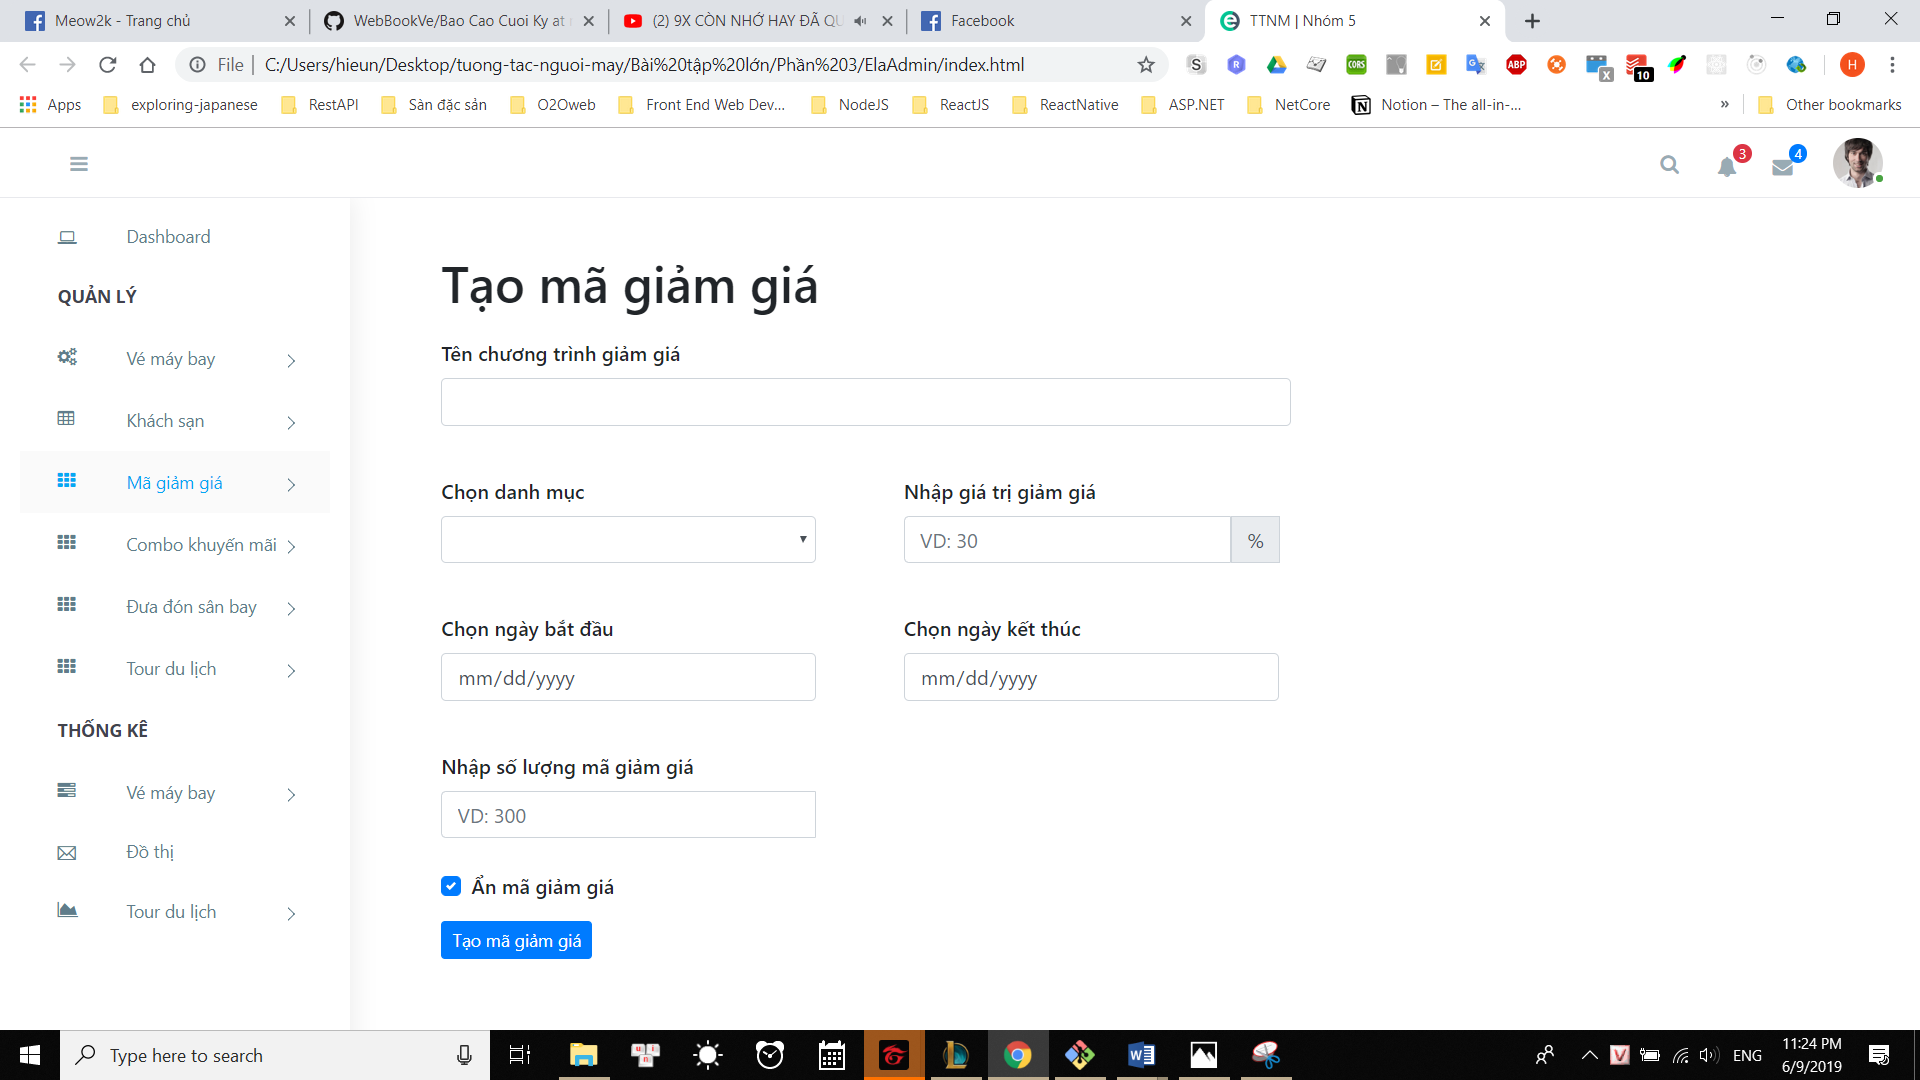 Meow2k - Trang chủ
WebBookVe/Bao Cao Cuoi Ky at
(2) 9X CÒN NHỚ HAY ĐÃ QU
Facebook
TTNM | Nhóm 5
File
C:/Users/hieun/Desktop/tuong-tac-nguoi-may/Bài%20tập%20lớn/Phần%203/ElaAdmin/index.html
S
R
CORS
ABP
X
10
H
Apps
exploring-japanese
RestAPI
Sàn đặc sản
O2Oweb
Front End Web Dev...
NodeJS
ReactJS
ReactNative
ASP.NET
NetCore
Notion – The all-in-...
»
Other bookmarks
3
4
Dashboard
QUẢN LÝ
Vé máy bay
Khách sạn
Mã giảm giá
Combo khuyến mãi
Đưa đón sân bay
Tour du lịch
THỐNG KÊ
Vé máy bay
Đồ thị
Tour du lịch
Tạo mã giảm giá
Tên chương trình giảm giá
Chọn danh mục
Nhập giá trị giảm giá
VD: 30
%
Chọn ngày bắt đầu
Chọn ngày kết thúc
mm/dd/yyyy
mm/dd/yyyy
Nhập số lượng mã giảm giá
VD: 300
Ẩn mã giảm giá
Tạo mã giảm giá
Type here to search
ENG
11:24 PM
6/9/2019